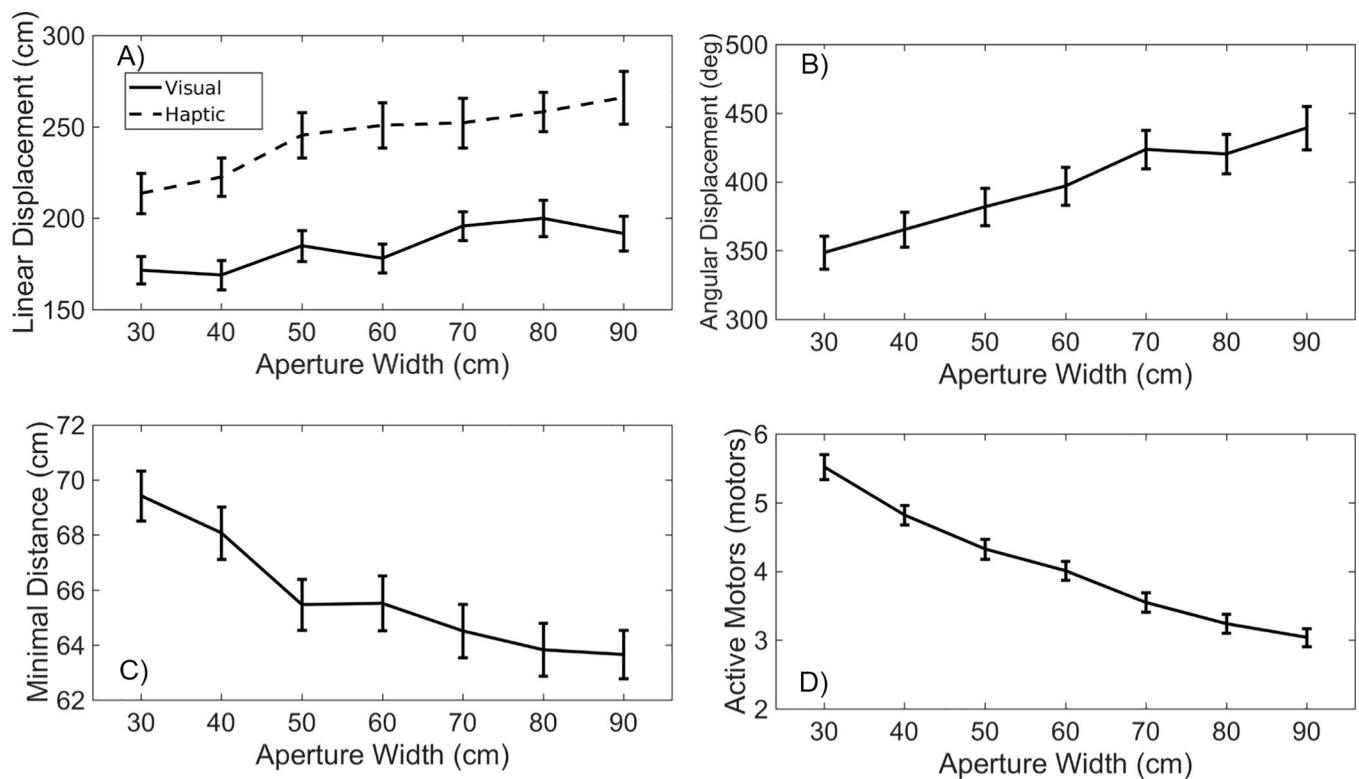 A)
Linear Displacement (cm)
300
250
200
150
Visual
Haptic
30 40 50 60 70 80 90
Aperture Width (cm)
B)
Angular Displacement (deg)
500
450
400
350
300
30 40 50 60 70 80 90
Aperture Width (cm)
C)
Minimal Distance (cm)
72
70
68
66
64
62
30 40 50 60 70 80 90
Aperture Width (cm)
D)
Active Motors (motors)
6
5
4
3
2
30 40 50 60 70 80 90
Aperture Width (cm)